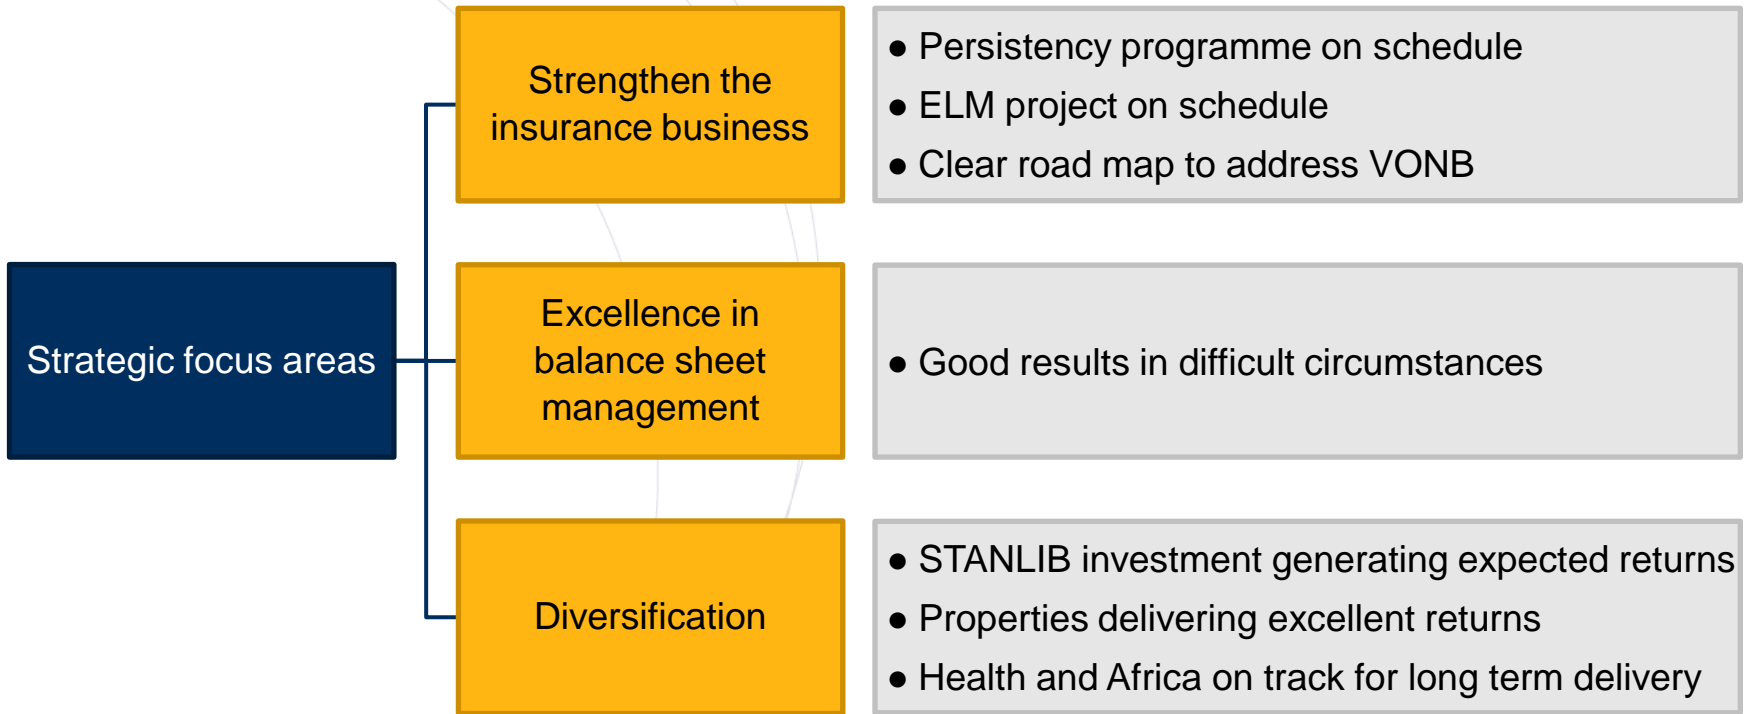 Strategic focus areas
Strengthen the
insurance business
● Persistency programme on schedule
● ELM project on schedule
● Clear road map to address VONB
Excellence in
balance sheet
management
● Good results in difficult circumstances
Diversification
● STANLIB investment generating expected returns
● Properties delivering excellent returns
● Health and Africa on track for long term delivery